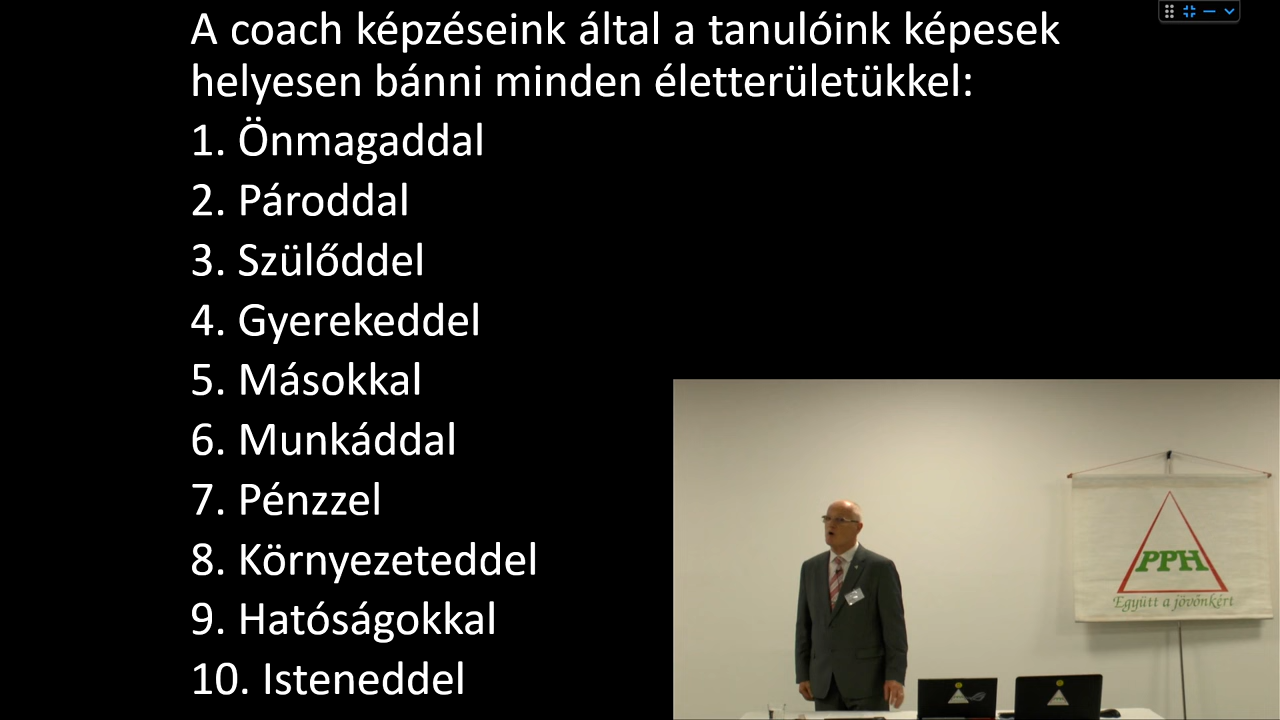 A coach képzéseink által a tanulóink képesek
helyesen bánni minden életterületükkel:
1. Önmagaddal
2. Pároddal
3. Szülőddel
4. Gyerekeddel
5. Másokkal
6. Munkáddal
7. Pénzzel
8. Környezeteddel
9. Hatóságokkal
10. Isteneddel
PPH
Együtt a jövőnkért